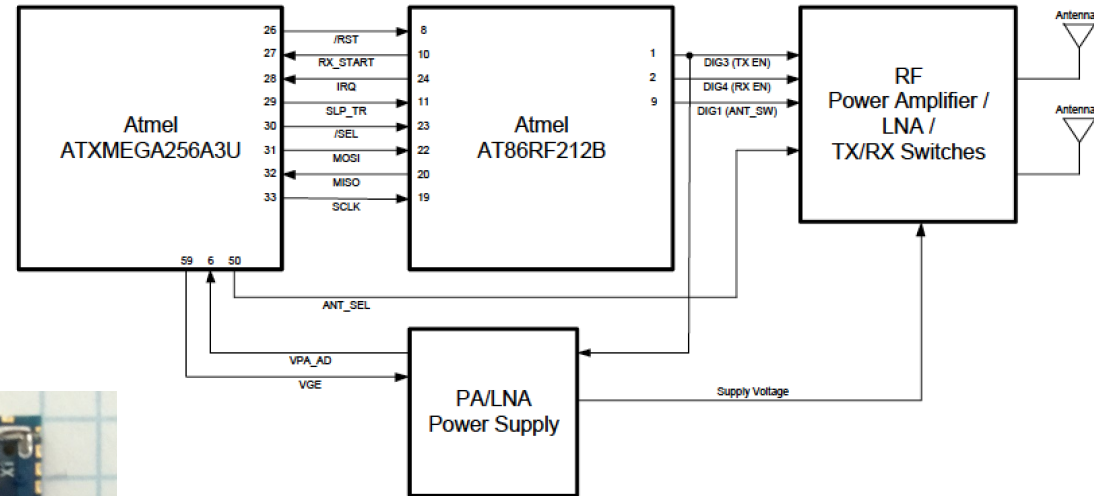 Atmel
ATXMEGA256A3U
26
27
28
29
30
31
32
33
59 6 50
/RST
RX_START
IRQ
SLP_TR
/SEL
MOSI
MISO
SCLK
8
10
24
11
23
22
20
19
Atmel
AT86RF212B
1
2
9
DIG3 (TX EN)
DIG4 (RX EN)
DIG1 (ANT_SW)
RF
Power Amplifier /
LNA /
TX/RX Switches
Antenna
Antenna
ANT_SEL
VPA_AD
VGE
PA/LNA
Power Supply
Supply Voltage